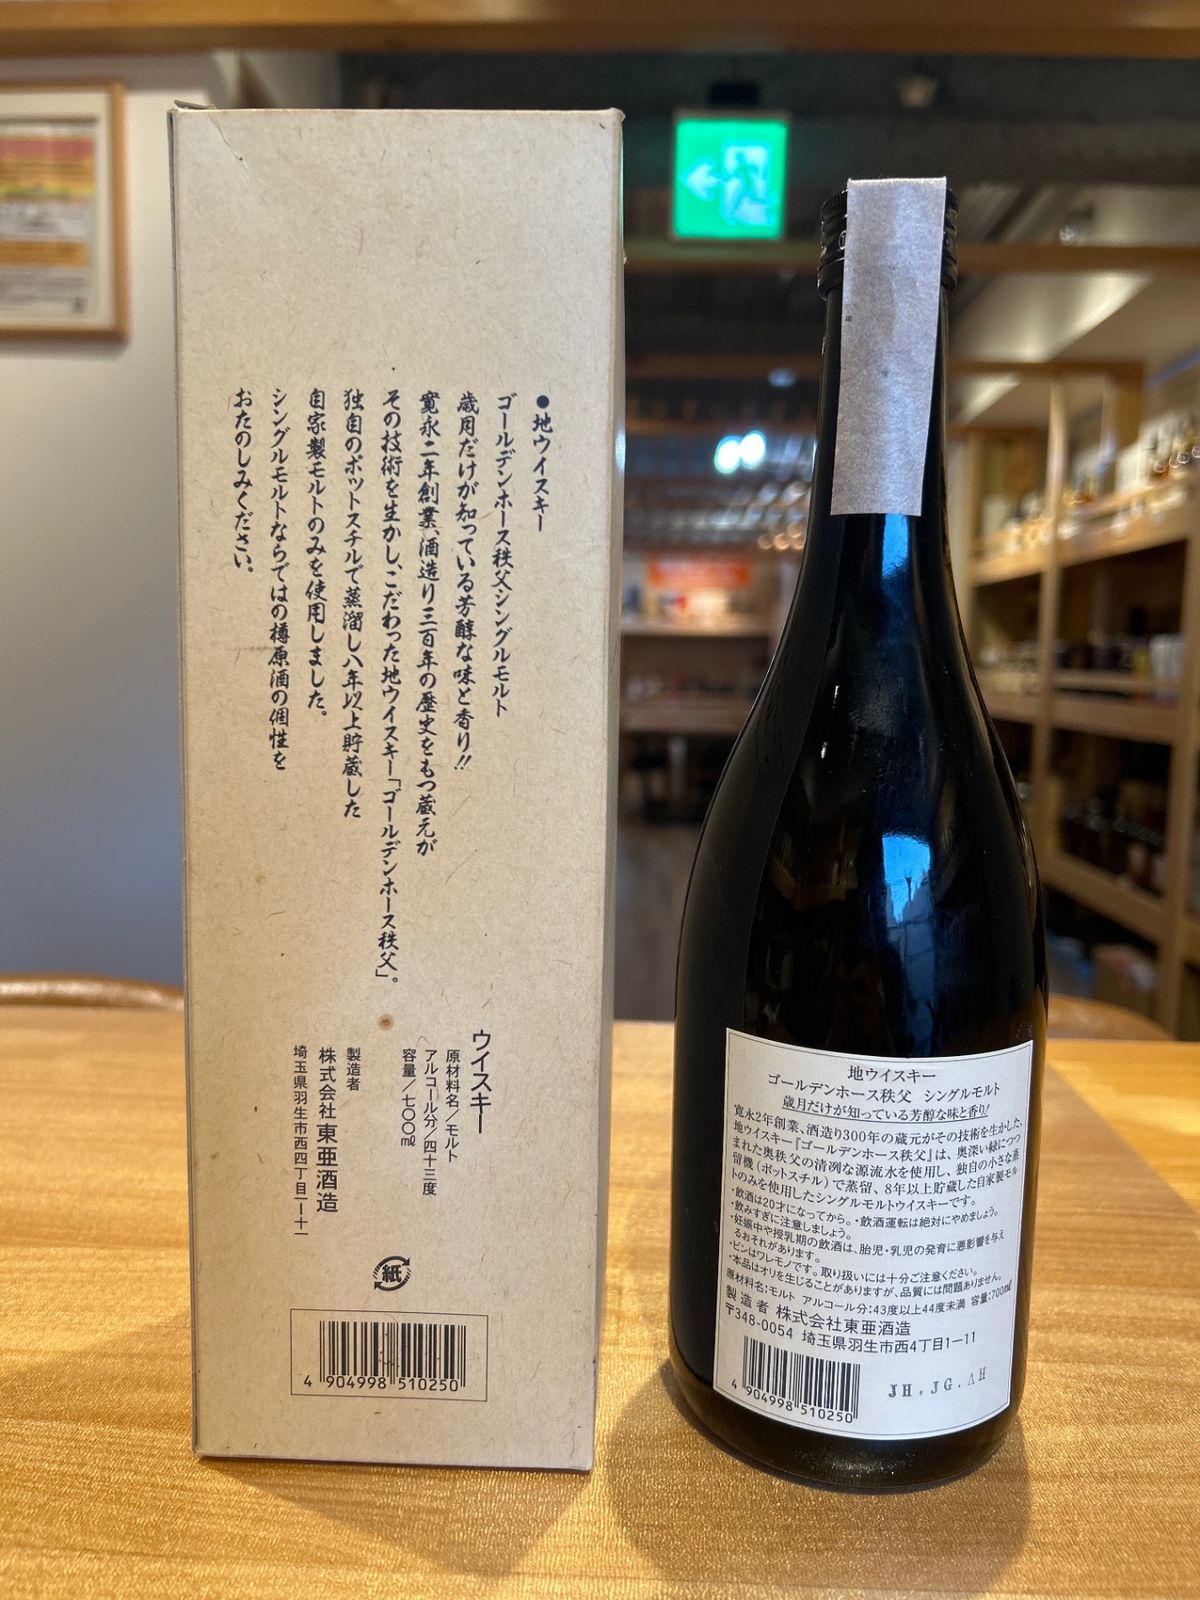 ●地ウイスキー
ゴールデンホース秩父シングルモルト
歳月だけが知っている芳醇な味と香り!!
寛永二年創業、酒造り三百年の歴史をもつ蔵元が
その技術を生かし、こだわった地ウイスキー「ゴールデンホース秩父」。
独自のポットスチルで蒸溜し八年以上貯蔵した
自家製モルトのみを使用しました。
シングルモルトならではの樽原酒の個性を
おたのしみください。
ウイスキー
原材料名/モルト
アルコール分/四十三度
容量/七〇〇ml
製造者
株式会社東亜酒造
埼玉県羽生市西四丁目一ー十一
紙
4 904998 510250
地ウイスキー
ゴールデンホース秩父 シングルモルト
歳月だけが知っている芳醇な味と香り!
寛永2年創業、酒造り300年の蔵元がその技術を生かした、
地ウイスキー『ゴールデンホース秩父』は、奥深い緑につつ
まれた奥秩父の清冽な源流水を使用し、独自の小さな蒸
留機(ポットスチル)で蒸留、8年以上貯蔵した自家製モル
トのみを使用したシングルモルトウイスキーです。
・飲酒は20才になってから。・飲酒運転は絶対にやめましょう。
・飲みすぎに注意しましょう。
・妊娠中や授乳期の飲酒は、胎児・乳児の発育に悪影響を与え
るおそれがあります。
・ビンはワレモノです。取り扱いには十分ご注意ください。
・本品はオリを生じることがありますが、品質には問題ありません。
原材料名:モルト アルコール分:43度以上44度未満 容量:700ml
製造者 株式会社東亜酒造
〒348-0054 埼玉県羽生市西4丁目1-11
4 904998 510250
JH.JG.AH